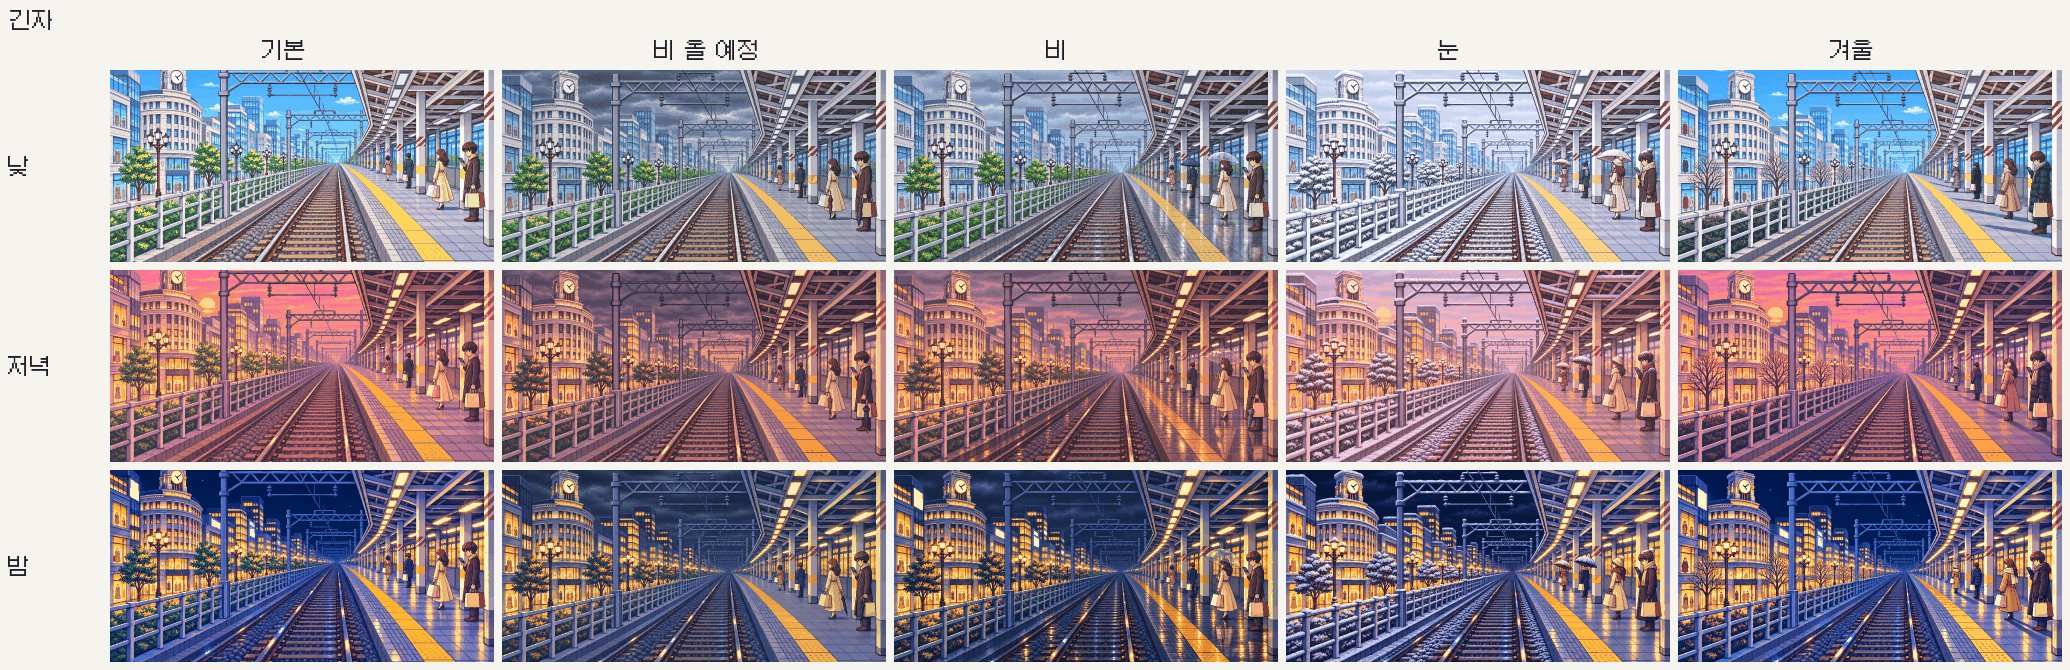 긴자
기본 비 올 예정 비 눈 겨울
낮
저녁
밤